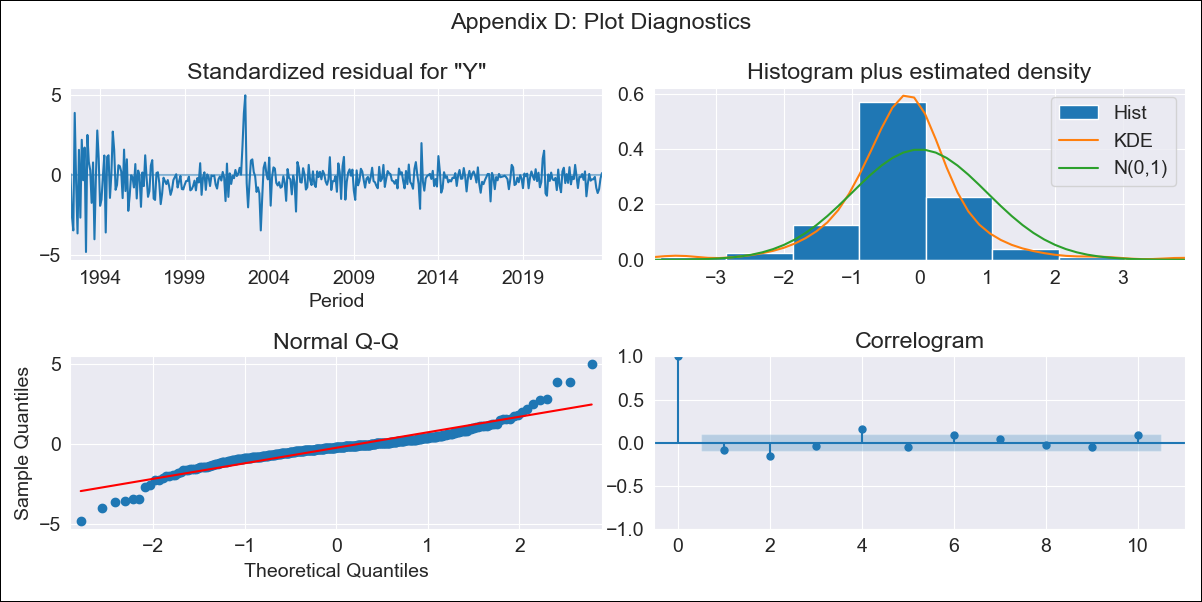 Appendix D: Plot Diagnostics
Standardized residual for "Y"
5
0
−5
1994 1999 2004 2009 2014 2019
Period
Histogram plus estimated density
0.6
0.4
0.2
0.0
Hist
KDE
N(0,1)
−3 −2 −1 0 1 2 3
Normal Q-Q
Sample Quantiles
5
0
−5
−2 −1 0 1 2
Theoretical Quantiles
Correlogram
1.0
0.5
0.0
−0.5
−1.0
0 2 4 6 8 10